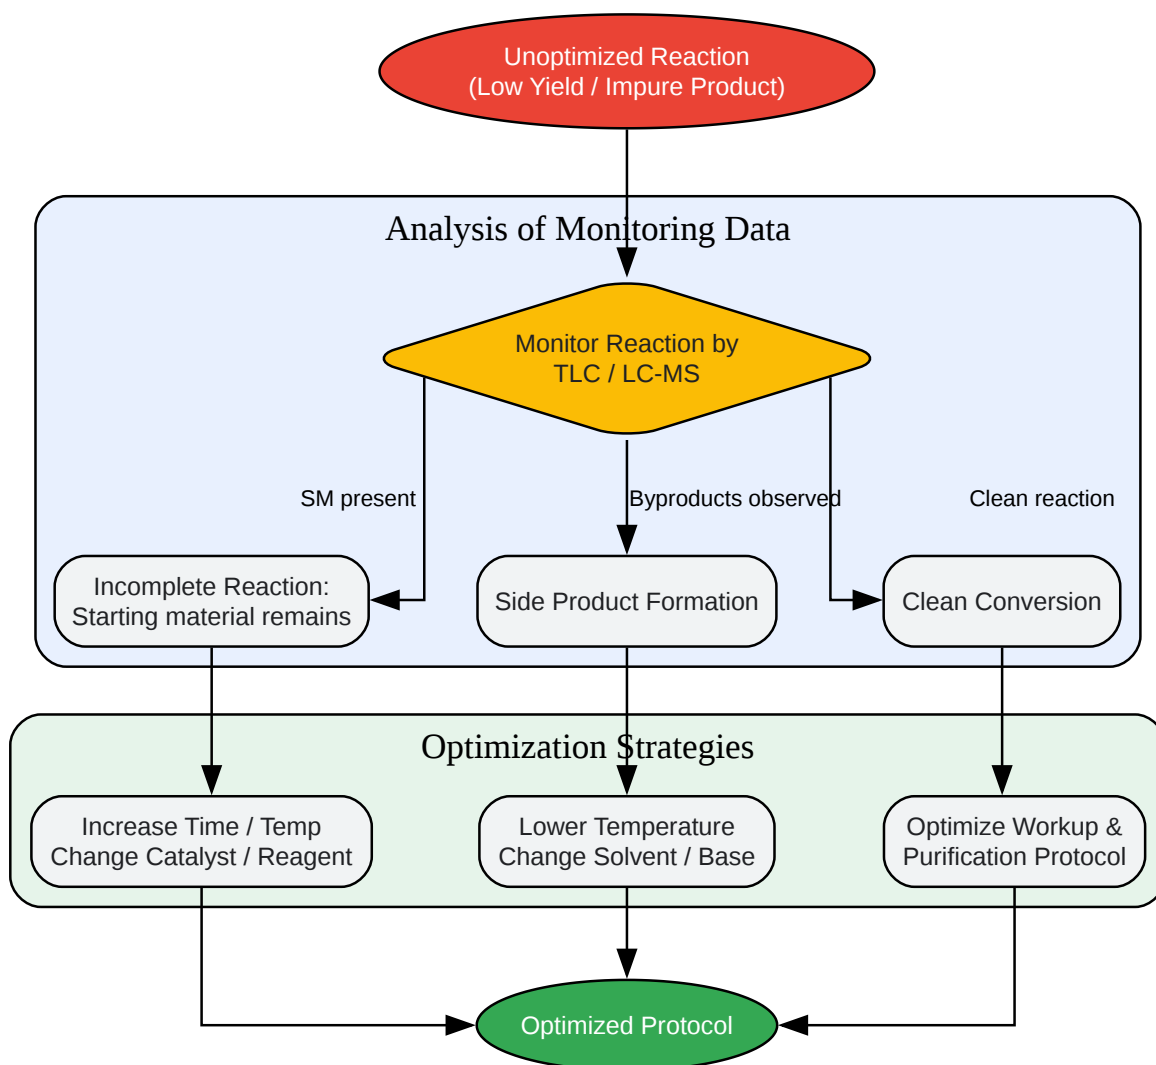 Unoptimized Reaction
(Low Yield / Impure Product)
Analysis of Monitoring Data
Monitor Reaction by
TLC / LC-MS
SM present
Byproducts observed
Clean reaction
Incomplete Reaction:
Starting material remains
Side Product Formation
Clean Conversion
Optimization Strategies
Increase Time / Temp
Change Catalyst / Reagent
Lower Temperature
Change Solvent / Base
Optimize Workup &
Purification Protocol
Optimized Protocol